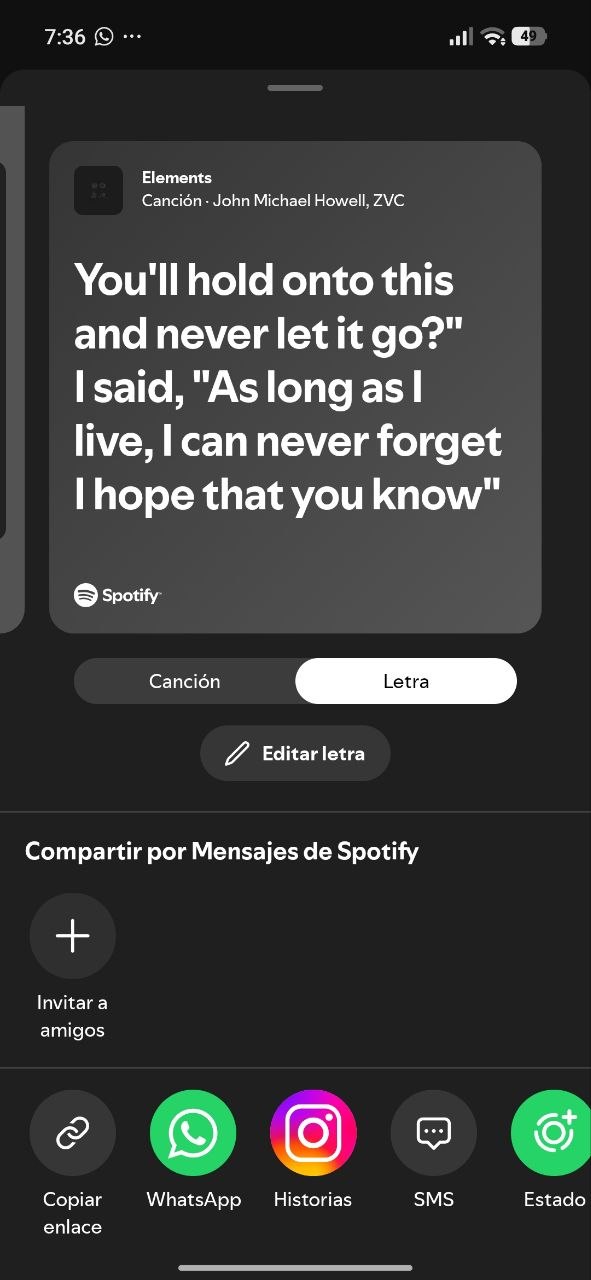 7:36
49
Elements
Canción · John Michael Howell, ZVC
You'll hold onto this
and never let it go?"
I said, "As long as I
live, I can never forget
I hope that you know"
Spotify
Canción
Letra
Editar letra
Compartir por Mensajes de Spotify
Invitar a
amigos
Copiar
enlace
WhatsApp
Historias
SMS
Estado